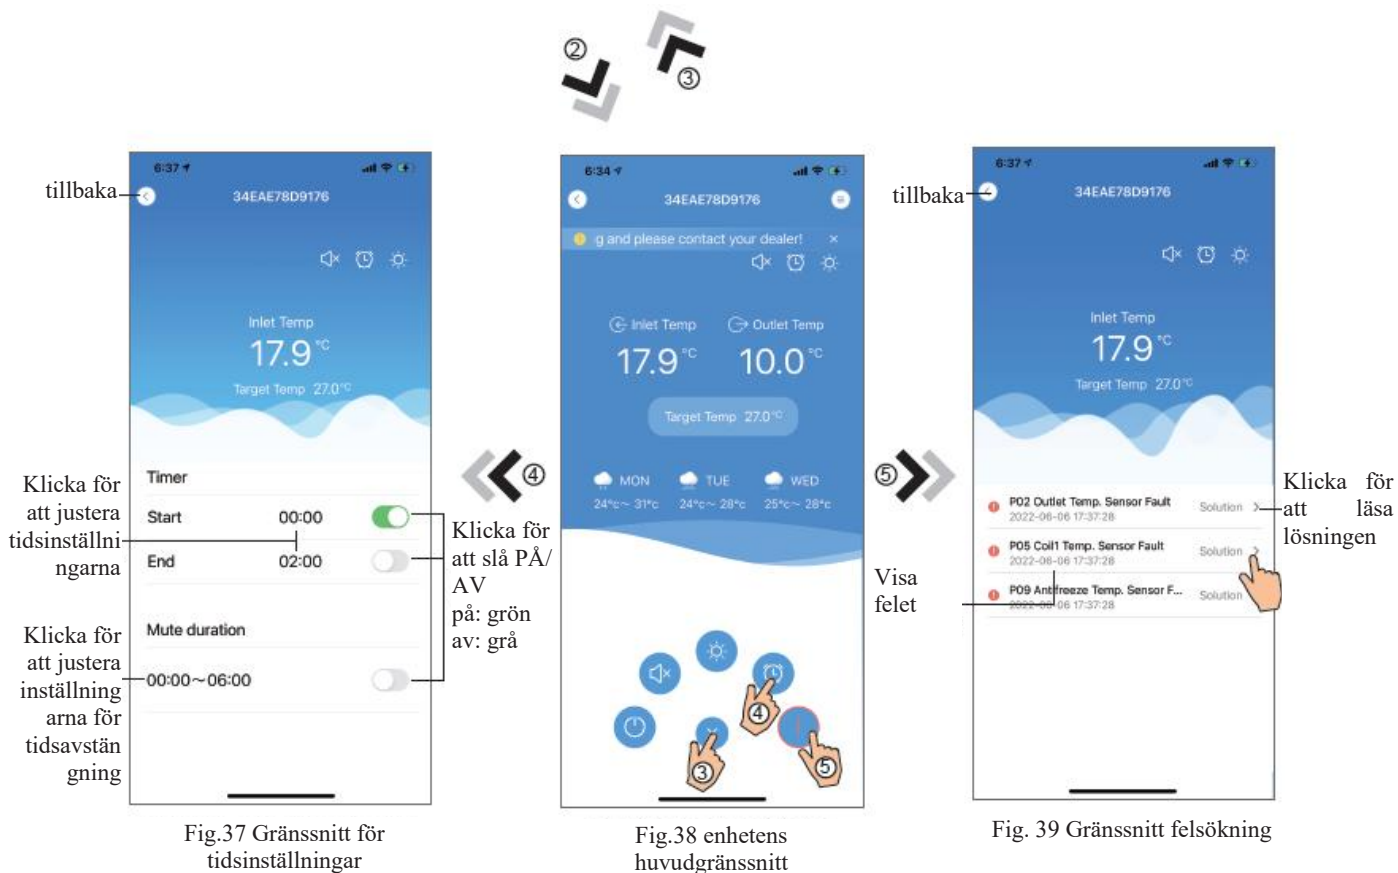 ②
③
6:37
34EAE78D9176
tillbaka
Inlet Temp
17.9 °C
Target Temp 27.0°C
Timer
Start 00:00
End 02:00
Mute duration
00:00～06:00
Klicka för
att justera
tidsinställni
ngarna
Klicka för
att justera
inställning
arna för
tidsavstän
gning
Klicka för
att slå PÅ/
AV
på: grön
av: grå
Fig.37 Gränssnitt för
tidsinställningar
④
6:34
34EAE78D9176
g and please contact your dealer! ×
Inlet Temp Outlet Temp
17.9 °C 10.0 °C
Target Temp 27.0°C
MON TUE WED
24°c～ 31°c 24°c～ 28°c 25°c～ 28°c
④
③
⑤
Fig.38 enhetens
huvudgränssnitt
⑤
6:37
34EAE78D9176
tillbaka
Inlet Temp
17.9 °C
Target Temp 27.0°C
P02 Outlet Temp. Sensor Fault
2022-06-06 17:37:28
Solution
P05 Coil1 Temp. Sensor Fault
2022-06-06 17:37:28
Solution
P09 Antifreeze Temp. Sensor F...
2022-06-06 17:37:28
Solution
Visa
felet
Klicka för
att läsa
lösningen
Fig. 39 Gränssnitt felsökning